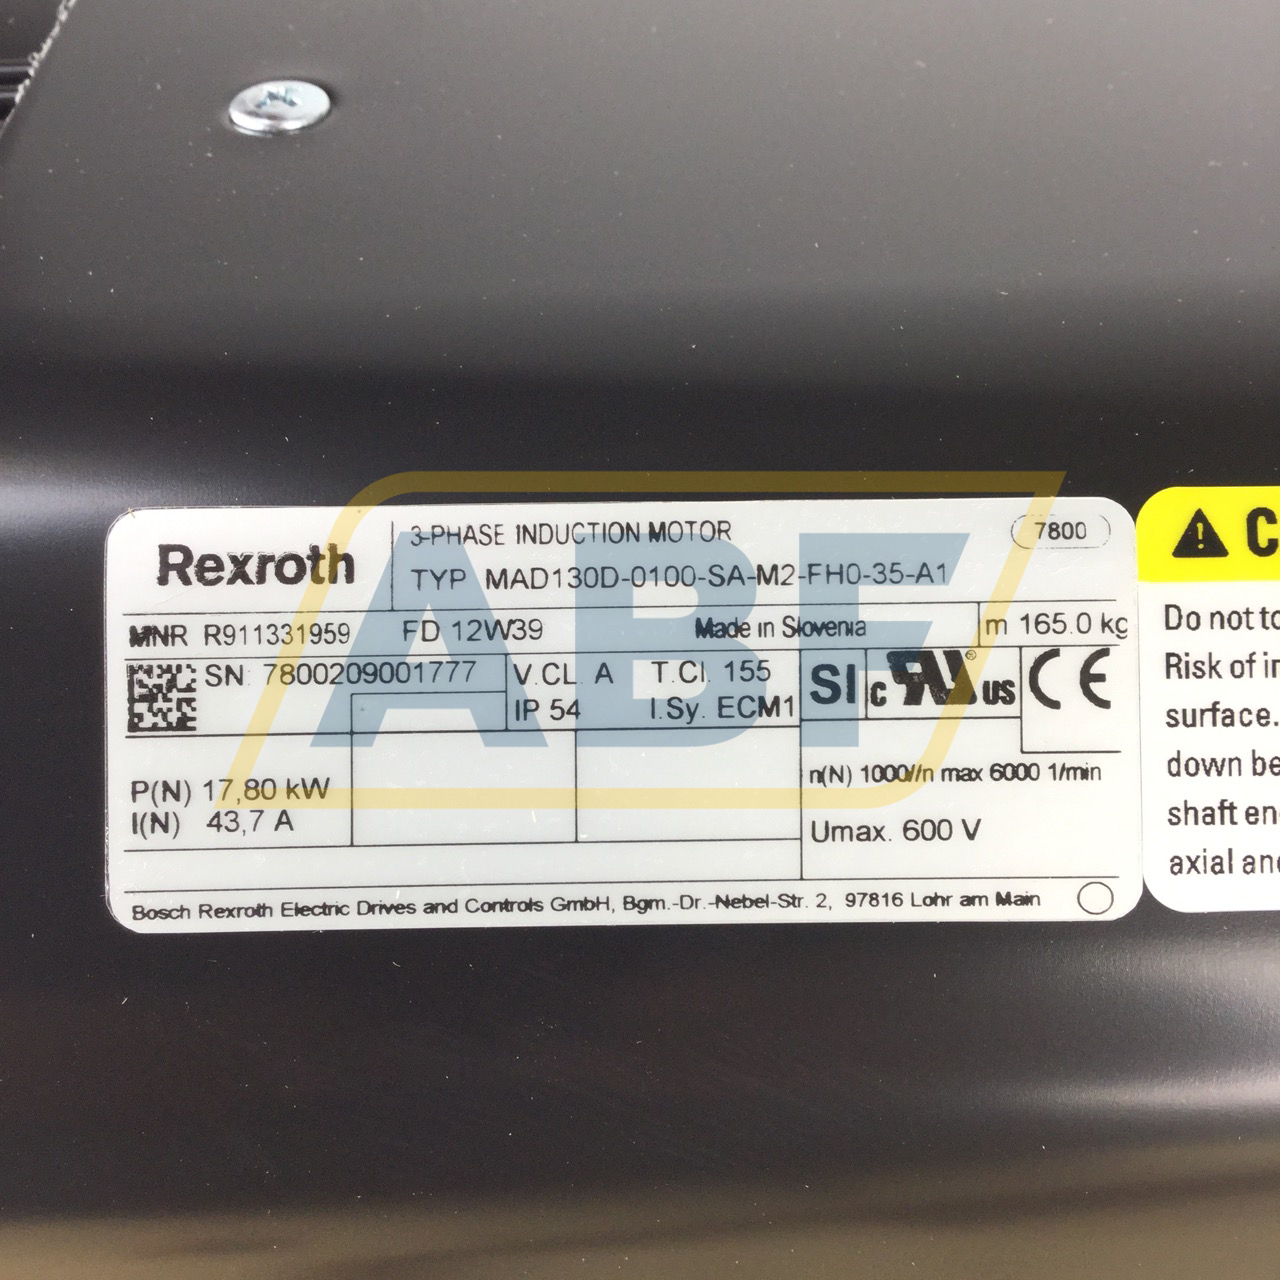 Rexroth
3-PHASE INDUCTION MOTOR
7800
TYP MAD130D-0100-SA-M2-FH0-35-A1
MNR R911331959 FD 12W39 Made in Slovenia m 165.0 kg
SN: 7800209001777 V.CL. A T.Cl. 155
IP 54 I.Sy. ECM1
SI c UL ® US CE
P(N) 17,80 kW
I(N) 43,7 A
n(N) 1000//n max 6000 1/min
Umax. 600 V
Bosch Rexroth Electric Drives and Controls GmbH, Bgm.-Dr.-Nebel-Str. 2, 97816 Lohr am Main
ABF
C
Do not to
Risk of in
surface.
down be
shaft en
axial and